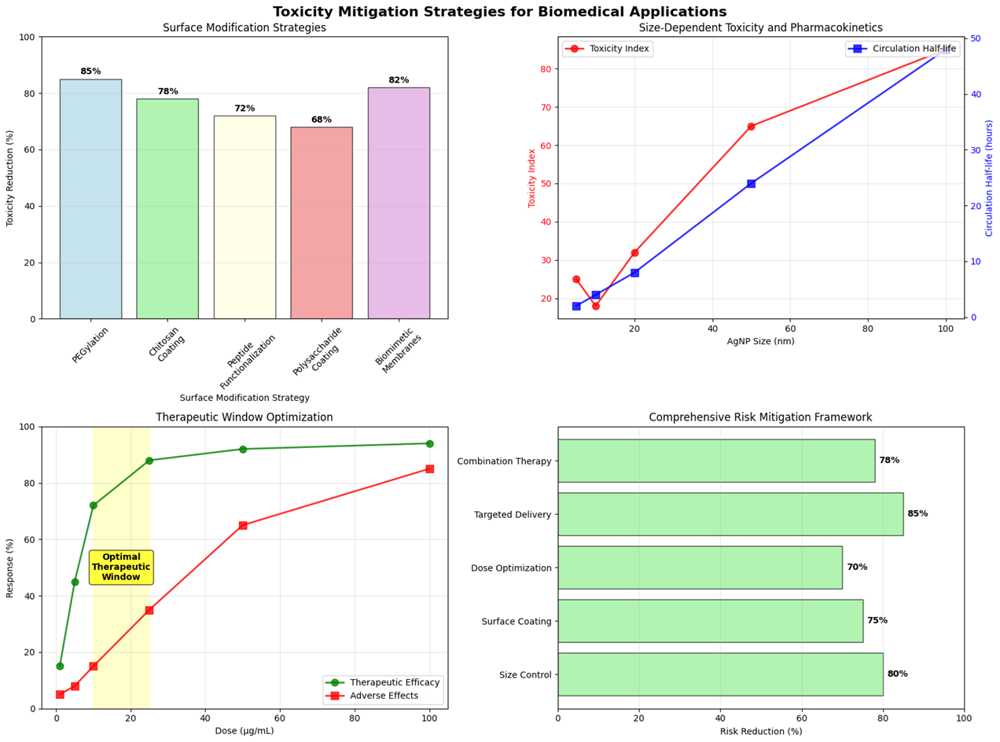 Toxicity Mitigation Strategies for Biomedical Applications
Surface Modification Strategies
100
80
60
40
20
0
Toxicity Reduction (%)
85%
78%
72%
68%
82%
PEGylation
Chitosan
Coating
Peptide
Functionalization
Polysaccharide
Coating
Biomimetic
Membranes
Surface Modification Strategy
Size-Dependent Toxicity and Pharmacokinetics
Toxicity Index
Circulation Half-life
80
70
60
50
40
30
20
Toxicity Index
50
40
30
20
10
0
Circulation Half-life (hours)
20
40
60
80
100
AgNP Size (nm)
Therapeutic Window Optimization
100
80
60
40
20
0
Response (%)
Optimal
Therapeutic
Window
Therapeutic Efficacy
Adverse Effects
0
20
40
60
80
100
Dose (μg/mL)
Comprehensive Risk Mitigation Framework
Combination Therapy
78%
Targeted Delivery
85%
Dose Optimization
70%
Surface Coating
75%
Size Control
80%
0
20
40
60
80
100
Risk Reduction (%)